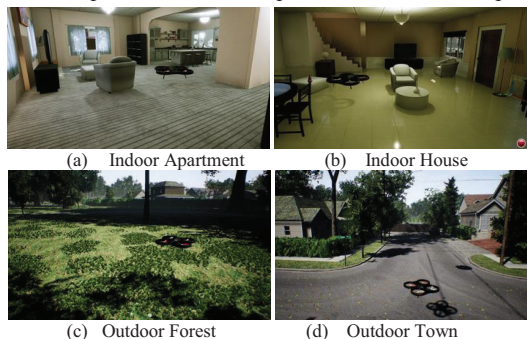 (a) Indoor Apartment
(b) Indoor House
(c) Outdoor Forest
(d) Outdoor Town